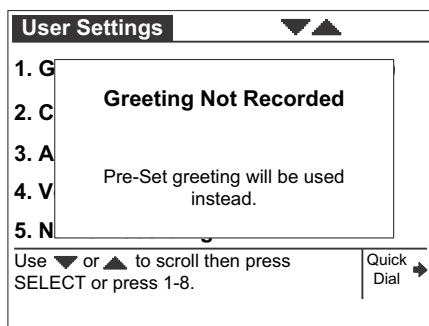 User Settings
1. G
Greeting Not Recorded
2. C
3. A
Pre-Set greeting will be used
instead.
4. V
5. N
Use ▼ or ▲ to scroll then press
SELECT or press 1-8.
Quick
Dial